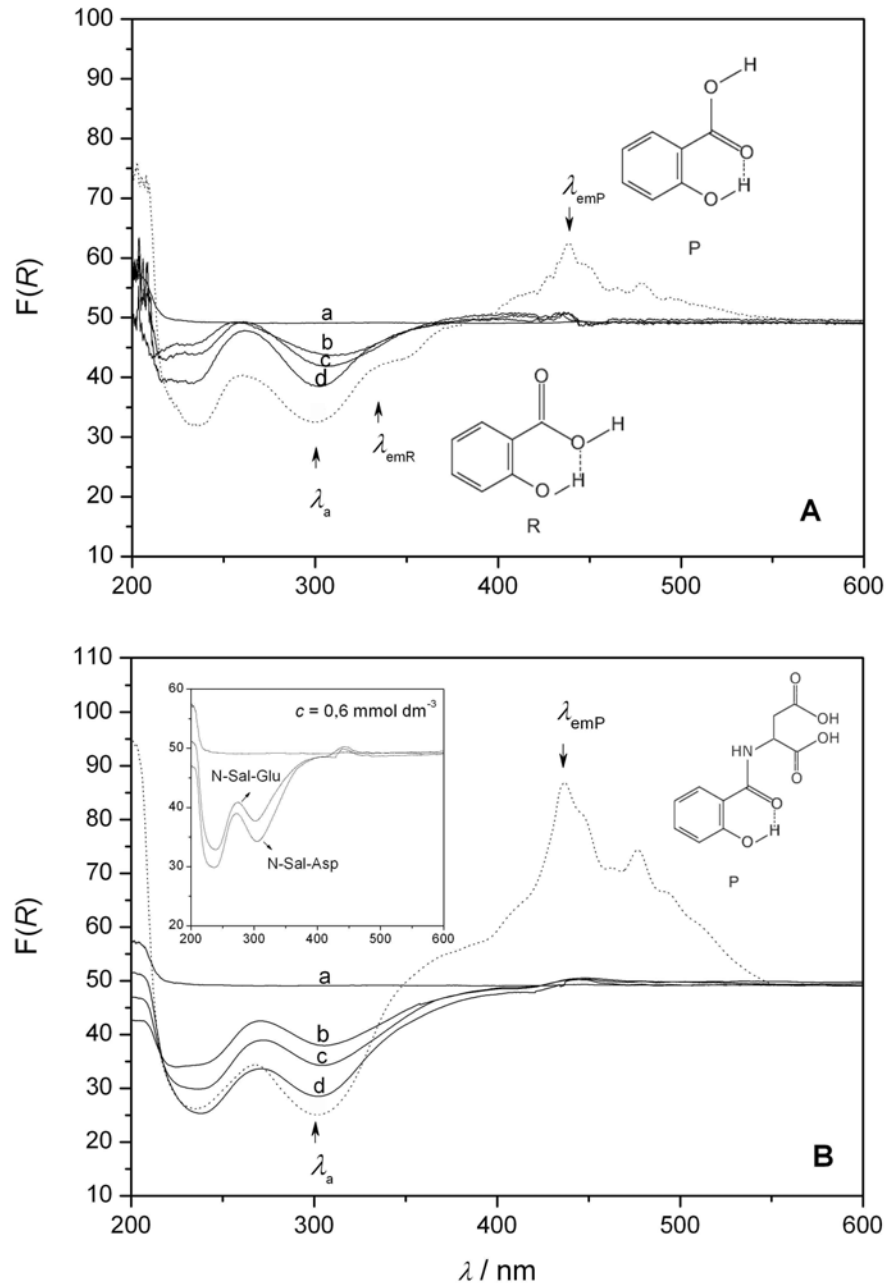 100
90
80
70
60
50
40
30
20
10
F(R)
200 300 400 500 600
a
b
c
d
λa
λemR
λemP
O
H
O
H
O
P
O
O
H
H
O
R
A
110
100
90
80
70
60
50
40
30
20
10
F(R)
200 300 400 500 600
λ / nm
60
50
40
30
20
200 300 400 500 600
c = 0,6 mmol dm-3
N-Sal-Glu
N-Sal-Asp
a
b
c
d
λa
λemP
O
OH
OH
HN
O
O
H
O
P
B